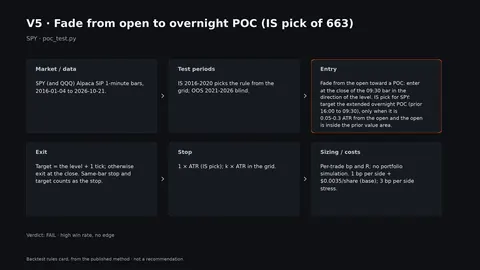 V5 · Fade from open to overnight POC (IS pick of 663)
SPY · poc_test.py
Market / data
SPY (and QQQ) Alpaca SIP 1-minute bars,
2016-01-04 to 2026-10-21.
›
Test periods
IS 2016-2020 picks the rule from the
grid; OOS 2021-2026 blind.
›
Entry
Fade from the open toward a POC: enter
at the close of the 09:30 bar in the
direction of the level. IS pick for SPY:
target the extended overnight POC (prior
16:00 to 09:30), only when it is
0.05-0.3 ATR from the open and the open
is inside the prior value area.
Exit
Target = the level + 1 tick; otherwise
exit at the close. Same-bar stop and
target counts as the stop.
›
Stop
1 × ATR (IS pick); k × ATR in the grid.
›
Sizing / costs
Per-trade bp and R; no portfolio
simulation. 1 bp per side +
$0.0035/share (base); 3 bp per side
stress.
Verdict: FAIL · high win rate, no edge
Backtest rules card, from the published method · not a recommendation.